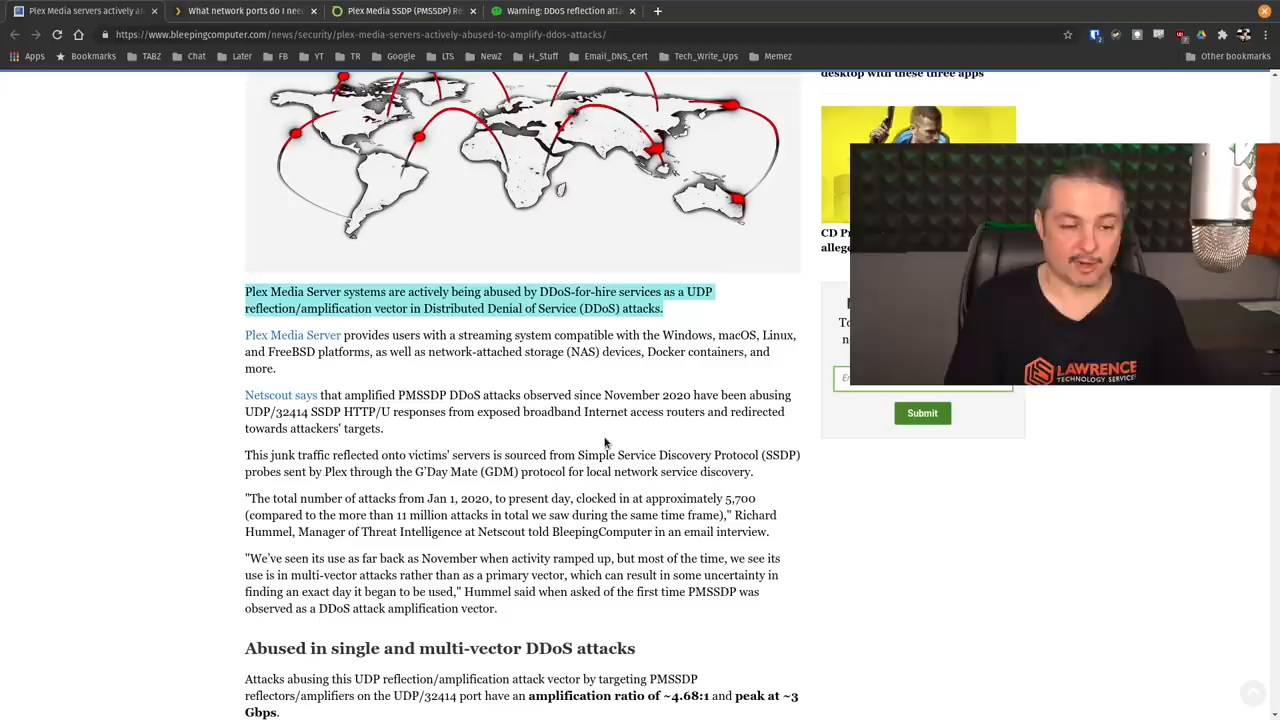 Plex Media servers actively a
What network ports do I nee
Plex Media SSDP (PMSSDP) Re
Warning: DDoS reflection att
https://www.bleepingcomputer.com/news/security/plex-media-servers-actively-abused-to-amplify-ddos-attacks/
Apps Bookmarks TABZ Chat Later FB YT TR Google LTS NewZ H_Stuff Email_DNS_Cert Tech_Write_Ups Memez Other bookmarks
desktop with these three apps
CD Pr
allege
To
n
Submit
LAWRENCE
TECHNOLOGY SERVICES
Plex Media Server systems are actively being abused by DDoS-for-hire services as a UDP
reflection/amplification vector in Distributed Denial of Service (DDoS) attacks.
Plex Media Server provides users with a streaming system compatible with the Windows, macOS, Linux,
and FreeBSD platforms, as well as network-attached storage (NAS) devices, Docker containers, and
more.
Netscout says that amplified PMSSDP DDoS attacks observed since November 2020 have been abusing
UDP/32414 SSDP HTTP/U responses from exposed broadband Internet access routers and redirected
towards attackers' targets.
This junk traffic reflected onto victims' servers is sourced from Simple Service Discovery Protocol (SSDP)
probes sent by Plex through the G'Day Mate (GDM) protocol for local network service discovery.
"The total number of attacks from Jan 1, 2020, to present day, clocked in at approximately 5,700
(compared to the more than 11 million attacks in total we saw during the same time frame)," Richard
Hummel, Manager of Threat Intelligence at Netscout told BleepingComputer in an email interview.
"We've seen its use as far back as November when activity ramped up, but most of the time, we see its
use is in multi-vector attacks rather than as a primary vector, which can result in some uncertainty in
finding an exact day it began to be used," Hummel said when asked of the first time PMSSDP was
observed as a DDoS attack amplification vector.
Abused in single and multi-vector DDoS attacks
Attacks abusing this UDP reflection/amplification attack vector by targeting PMSSDP
reflectors/amplifiers on the UDP/32414 port have an amplification ratio of ~4.68:1 and peak at ~3
Gbps.